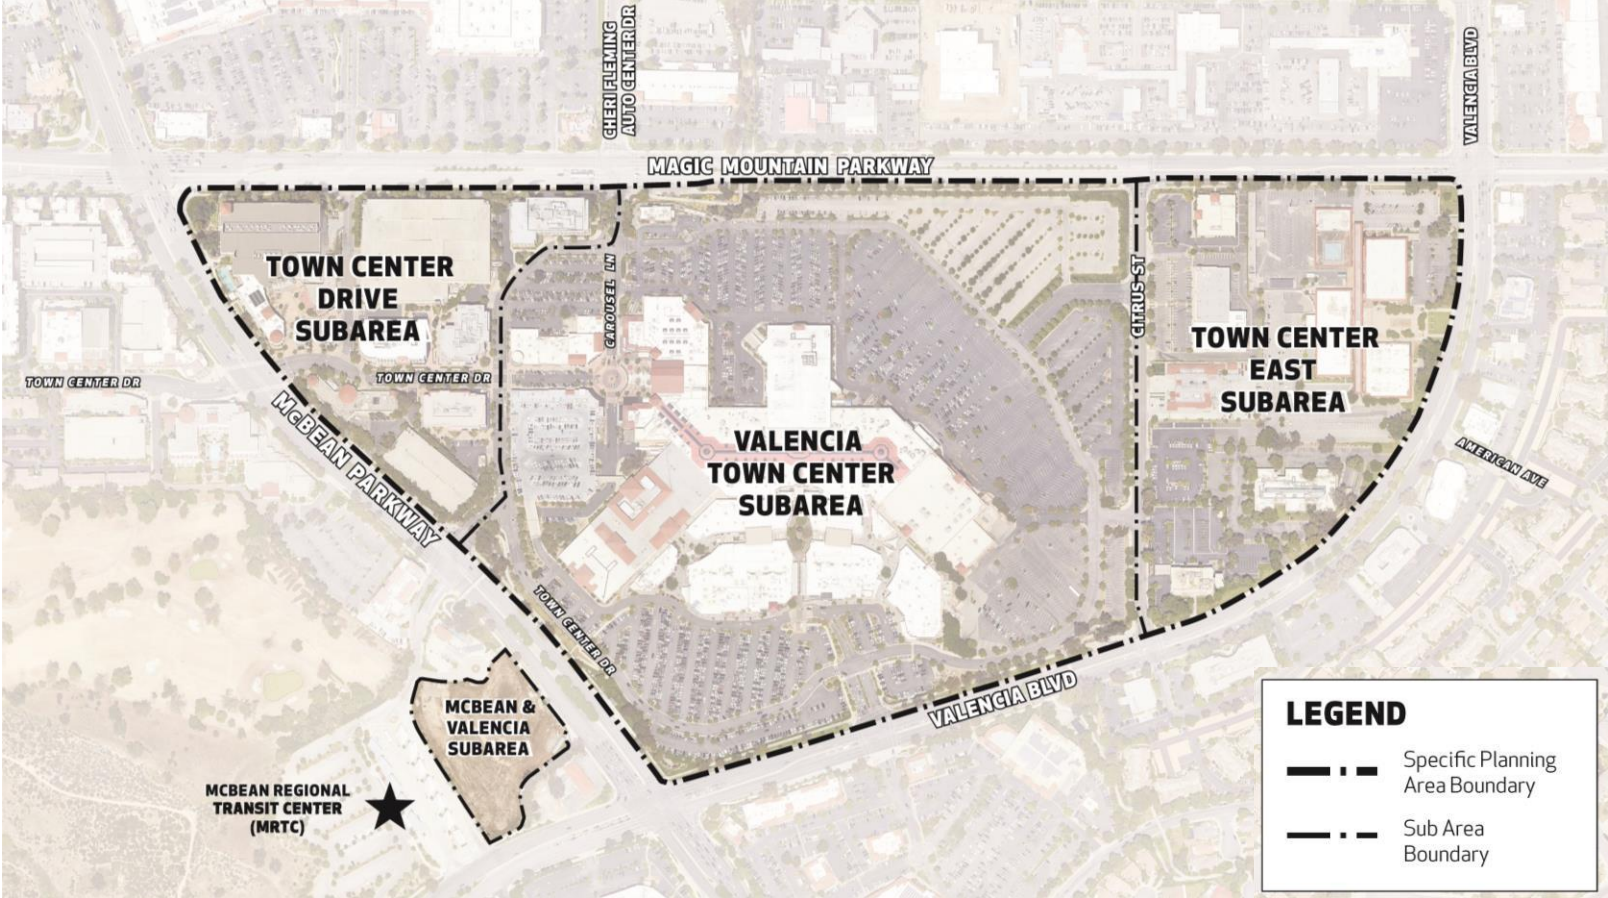 CHERI FLEMING
AUTO CENTER DR
VALENCIA BLVD
MAGIC MOUNTAIN PARKWAY
TOWN CENTER
DRIVE
SUBAREA
CAROUSEL LN
CITRUS ST
TOWN CENTER
EAST
SUBAREA
TOWN CENTER DR
TOWN CENTER DR
McBEAN PARKWAY
VALENCIA
TOWN CENTER
SUBAREA
AMERICAN AVE
TOWN CENTER DR
VALENCIA BLVD
MCBEAN &
VALENCIA
SUBAREA
MCBEAN REGIONAL
TRANSIT CENTER
(MRTC)
LEGEND
Specific Planning
Area Boundary
Sub Area
Boundary